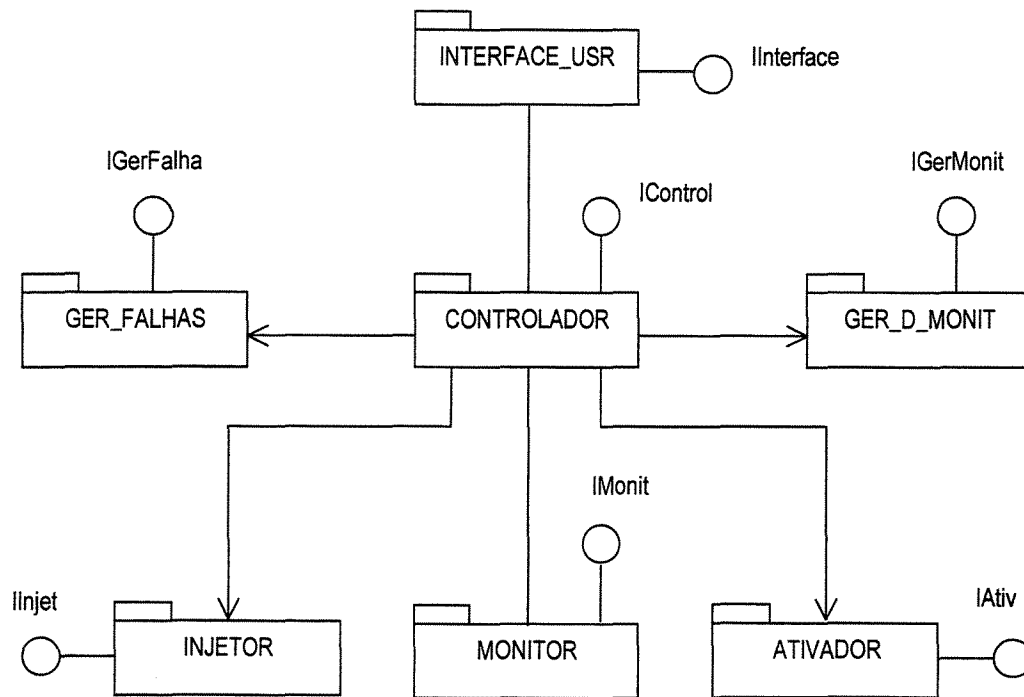 INTERFACE_USR
IInterface
IGerFalha
IControl
IGerMonit
GER_FALHAS
CONTROLADOR
GER_D_MONIT
IMonit
IInjet
IAtiv
INJETOR
MONITOR
ATIVADOR